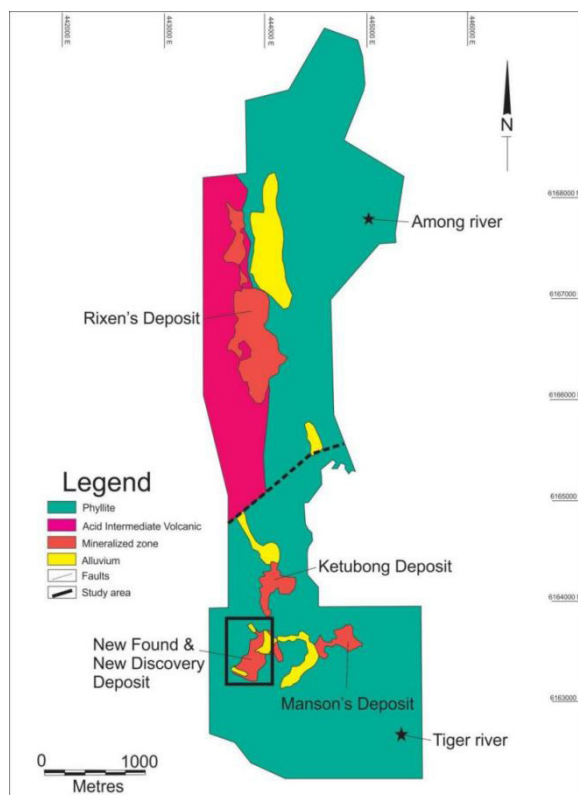 442000 E
443000 E
444000 E
445000 E
446000 E
N
6168000
Among river
6167000
Rixen's Deposit
6166000
Legend
Phyllite
Acid Intermediate Volcanic
Mineralized zone
Alluvium
Faults
Study area
6165000
Ketubong Deposit
6164000
New Found &
New Discovery
Deposit
Manson's Deposit
6163000
Tiger river
0 1000
Metres